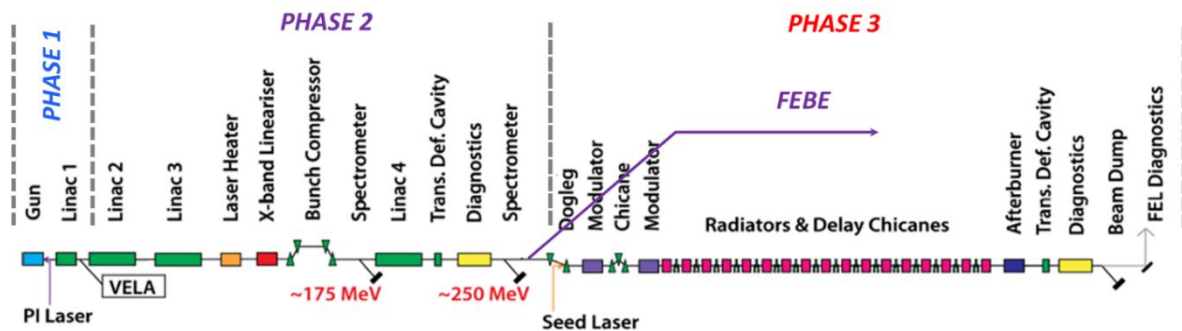 PHASE 1
PHASE 2
PHASE 3
FEBE
Gun
Linac 1
Linac 2
Linac 3
Laser Heater
X-band Lineariser
Bunch Compressor
Spectrometer
Linac 4
Trans. Def. Cavity
Diagnostics
Spectrometer
Dogleg
Modulator
Chicane
Modulator
Radiators & Delay Chicanes
Afterburner
Trans. Def. Cavity
Diagnostics
Beam Dump
FEL Diagnostics
VELA
~175 MeV
~250 MeV
PI Laser
Seed Laser